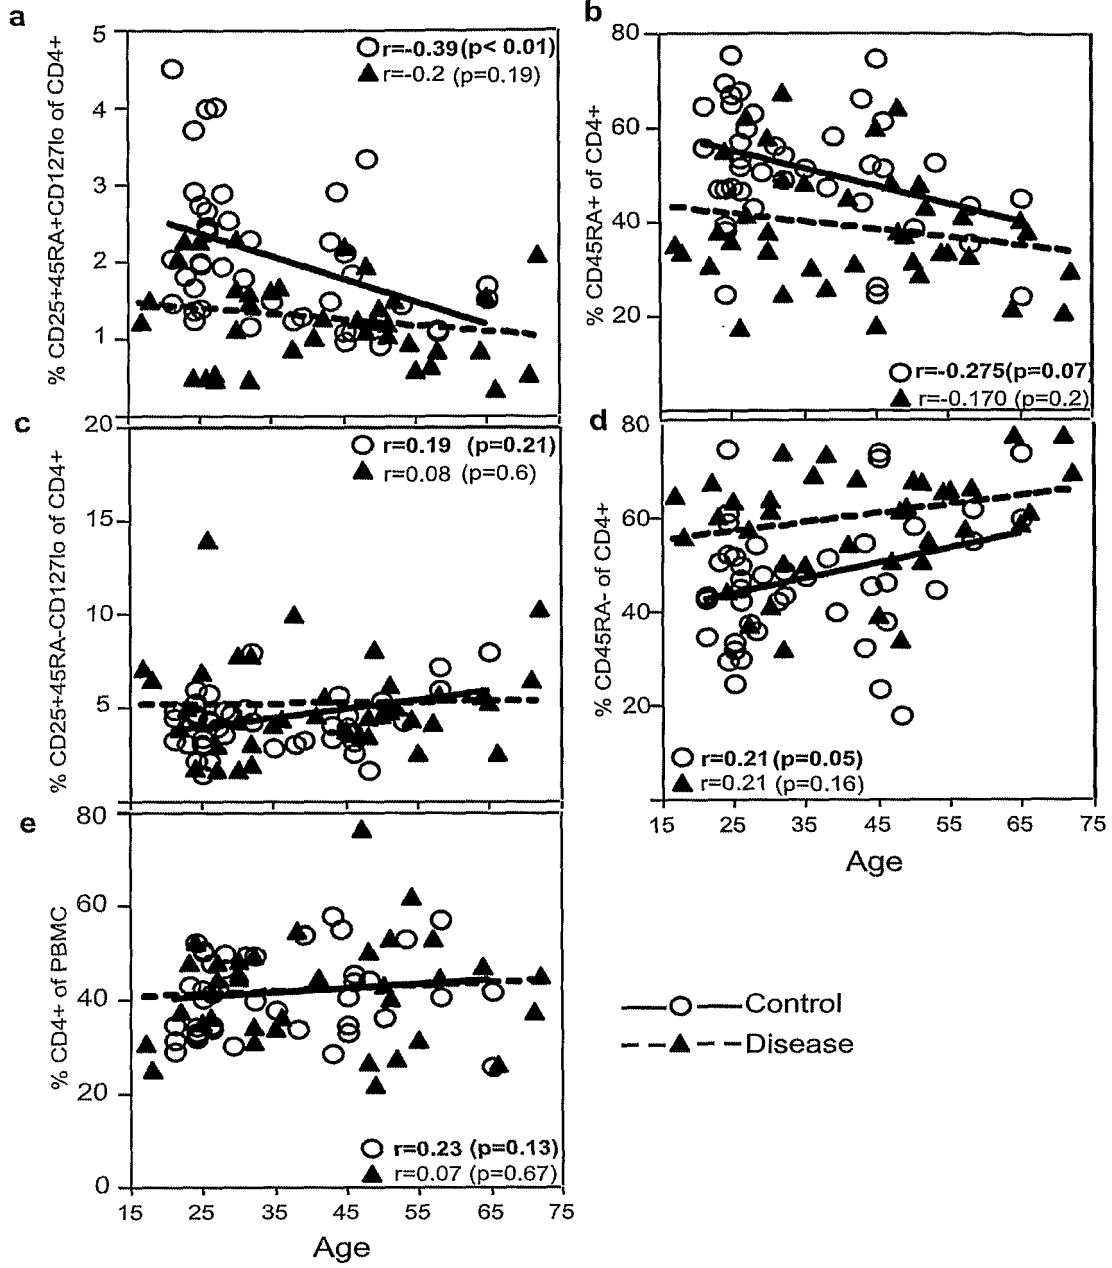 a
% CD25+45RA+CD127lo of CD4+
5
4
3
2
1
r=-0.39(p< 0.01)
r=-0.2 (p=0.19)
b
% CD45RA+ of CD4+
80
60
40
20
r=-0.275(p=0.07)
r=-0.170 (p=0.2)
c
% CD25+45RA-CD127lo of CD4+
20
15
10
5
r=0.19 (p=0.21)
r=0.08 (p=0.6)
d
% CD45RA- of CD4+
80
60
40
20
r=0.21(p=0.05)
r=0.21 (p=0.16)
15 25 35 45 55 65 75
Age
e
% CD4+ of PBMC
80
60
40
20
0
r=0.23 (p=0.13)
r=0.07 (p=0.67)
15 25 35 45 55 65 75
Age
Control
Disease